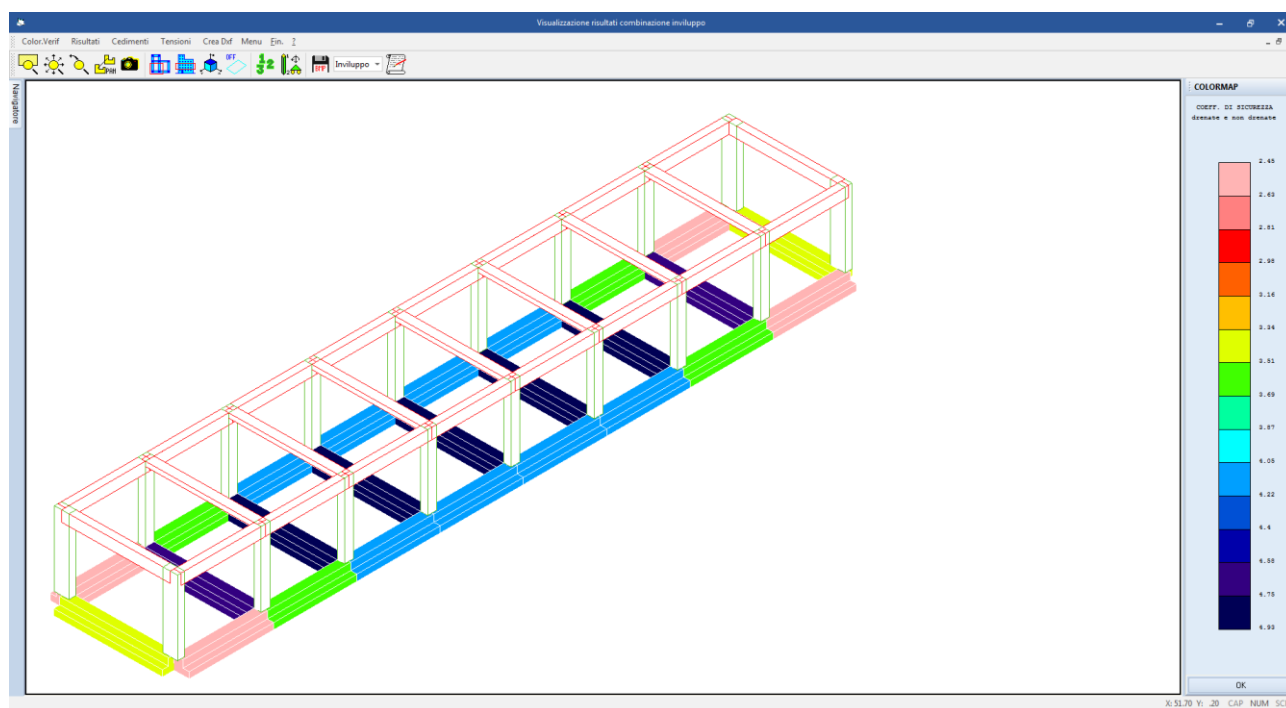 Visualizzazione risultati combinazione inviluppo
Color.Verif Risultati Cedimenti Tensioni Crea Dxf Menu Fin. ?
PAN
OFF
Inviluppo
Navigatore
COLORMAP
COEFF. DI SICUREZZA
drenate e non drenate
2.45
2.63
2.81
2.98
3.16
3.34
3.51
3.69
3.87
4.05
4.22
4.4
4.58
4.75
4.93
OK
X: 51.70 Y: .20 CAP NUM